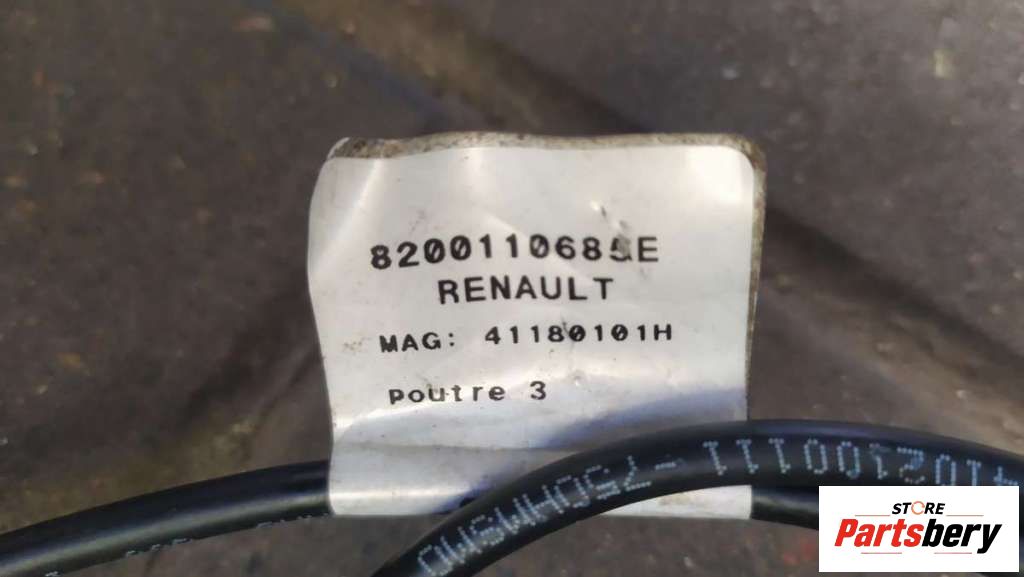 8200110685E
RENAULT
MAG: 41180101H
Poutre 3
STORE
Partsbery